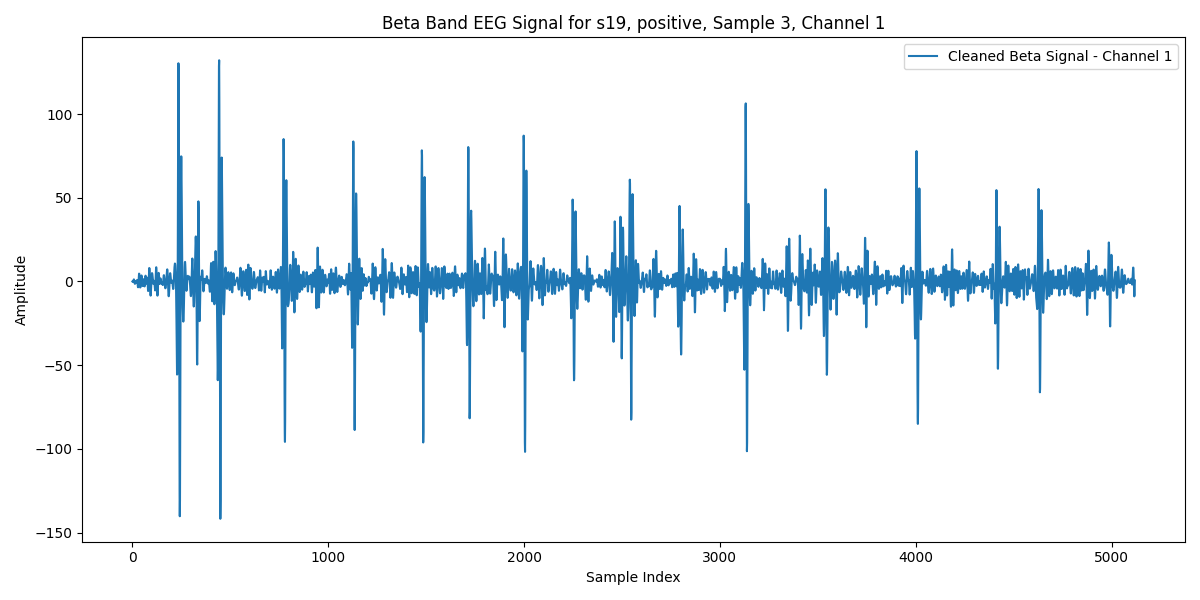 Beta Band EEG Signal for s19, positive, Sample 3, Channel 1
Cleaned Beta Signal - Channel 1
Amplitude
100
50
0
−50
−100
−150
0 1000 2000 3000 4000 5000
Sample Index